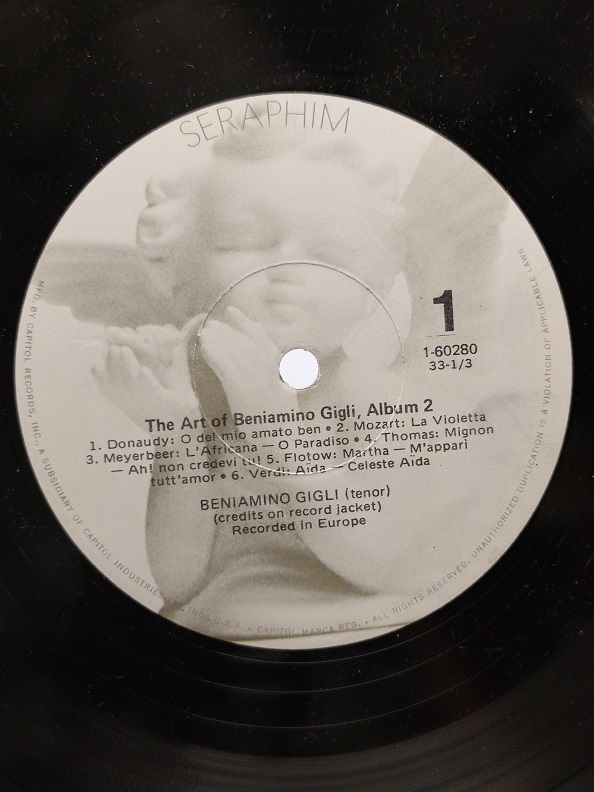 SERAPHIM
1
1-60280
33-1/3
The Art of Beniamino Gigli, Album 2
1. Donaudy: O del mio amato ben • 2. Mozart: La Violetta
3. Meyerbeer: L'Africana — O Paradiso • 4. Thomas: Mignon
— Ah! non credevi tu! 5. Flotow: Martha — M'appari
tutt'amor • 6. Verdi: Aïda — Celeste Aïda
BENIAMINO GIGLI (tenor)
(credits on record jacket)
Recorded in Europe
MFD. BY CAPITOL RECORDS, INC., A SUBSIDIARY OF CAPITOL INDUSTRIES, U.S.A. • CAPITOL MARCA REG. • ALL RIGHTS RESERVED. UNAUTHORIZED DUPLICATION IS A VIOLATION OF APPLICABLE LAWS